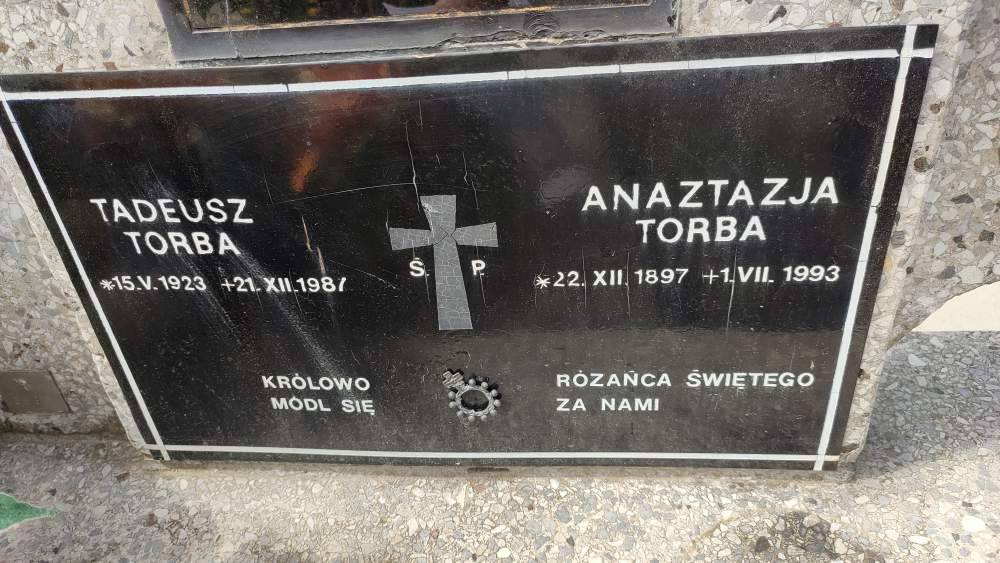 TADEUSZ
TORBA
*15.V.1923 +21.XII.1987
Ś. P.
ANAZTAZJA
TORBA
*22. XII. 1897 +1.VII. 1993
KRÓLOWO RÓZAŃCA ŚWIĘTEGO
MÓDL SIĘ ZA NAMI